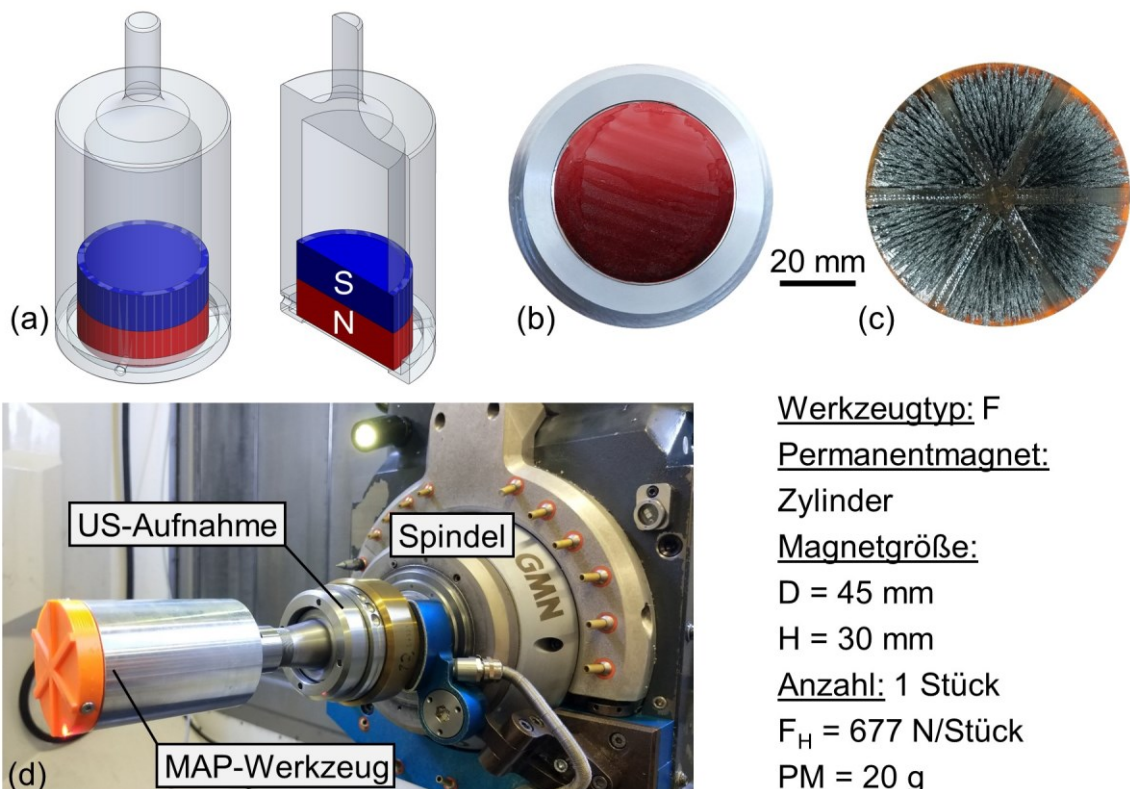 S
N
(a)
(b)
20 mm
(c)
US-Aufnahme
Spindel
GMN
MAP-Werkzeug
(d)
Werkzeugtyp: F
Permanentmagnet:
Zylinder
Magnetgröße:
D = 45 mm
H = 30 mm
Anzahl: 1 Stück
F_H = 677 N/Stück
PM = 20 g